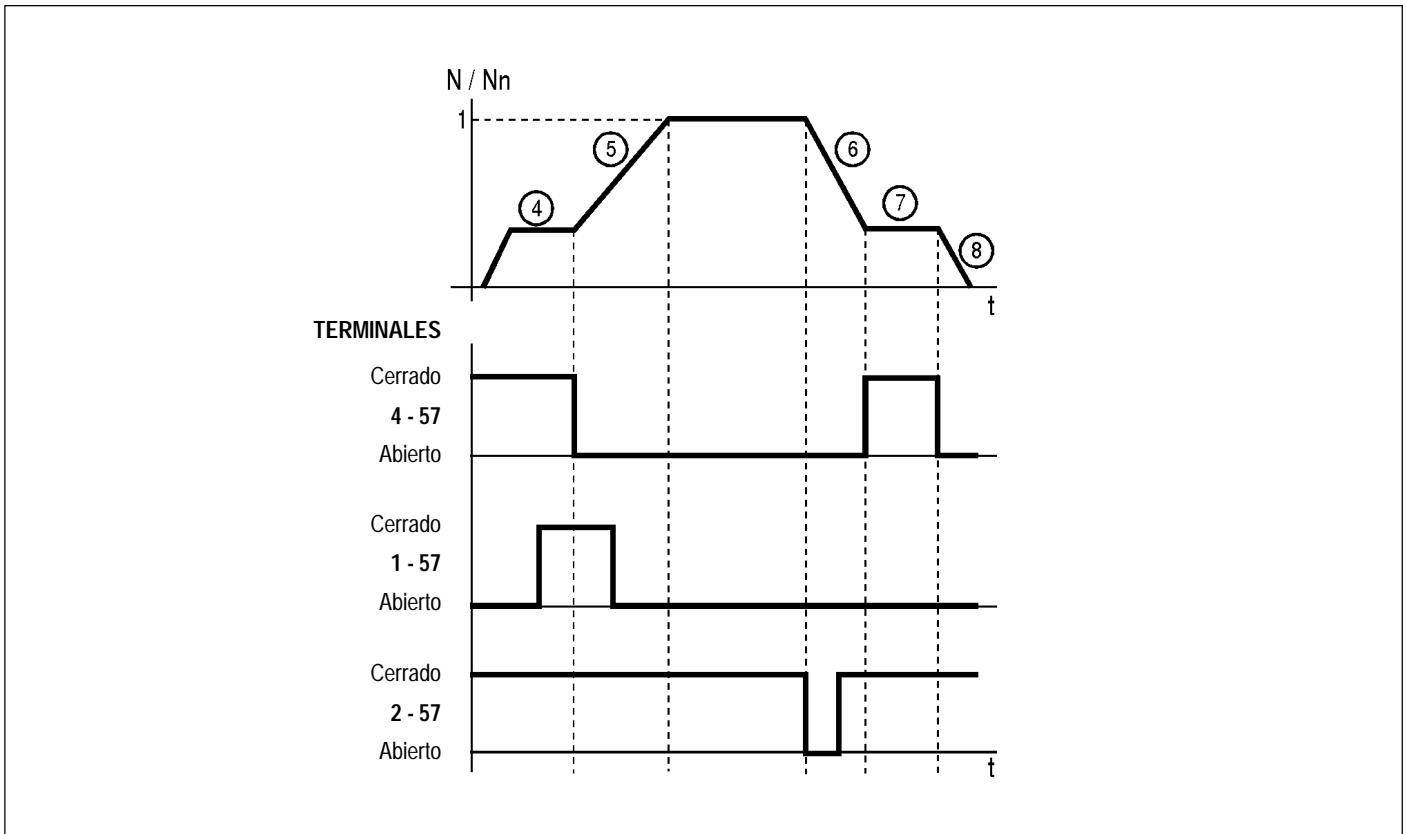 N / Nn
1
5
6
4
7
8
t
TERMINALES
Cerrado
4 - 57
Abierto
Cerrado
1 - 57
Abierto
Cerrado
2 - 57
Abierto
t